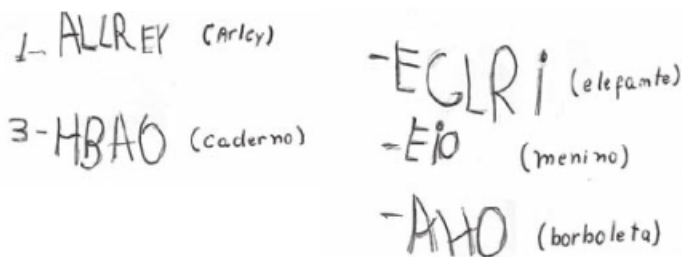 1- ALLREY (Arley)
3-HBAO (caderno)
-EGLRi (elefante)
-Eio (menino)
-AHO (borboleta)